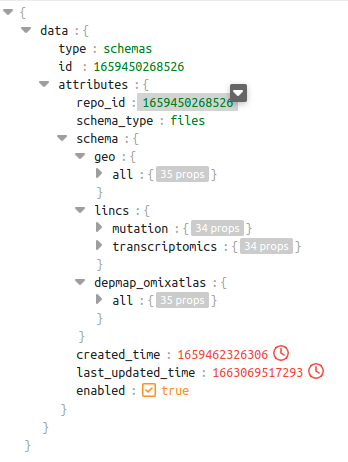 {
data : {
type : schemas
id : 1659450268526
attributes : {
repo_id : 1659450268526
schema_type : files
schema : {
geo : {
all : { 35 props }
}
lincs : {
mutation : { 34 props }
transcriptomics : { 34 props }
}
depmap_omixatlas : {
all : { 35 props }
}
}
created_time : 1659462326306
last_updated_time : 1663069517293
enabled : true
}
}
}